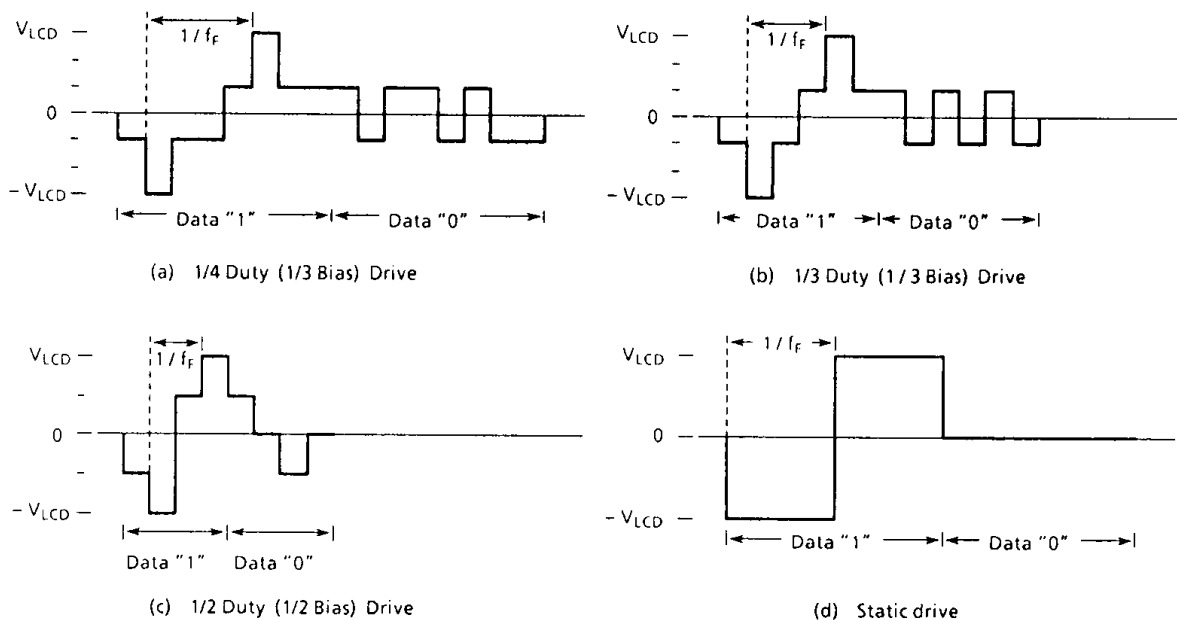 V_LCD
1 / f_F
0
– V_LCD
Data "1"
Data "0"
(a) 1/4 Duty (1/3 Bias) Drive
V_LCD
1 / f_F
0
– V_LCD
Data "1"
Data "0"
(b) 1/3 Duty (1 / 3 Bias) Drive
V_LCD
1 / f_F
0
– V_LCD
Data "1"
Data "0"
(c) 1/2 Duty (1/2 Bias) Drive
V_LCD
1 / f_F
0
– V_LCD
Data "1"
Data "0"
(d) Static drive